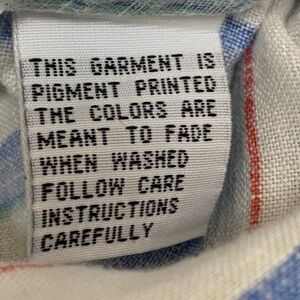 THIS GARMENT IS
PIGMENT PRINTED
THE COLORS ARE
MEANT TO FADE
WHEN WASHED
FOLLOW CARE
INSTRUCTIONS
CAREFULLY